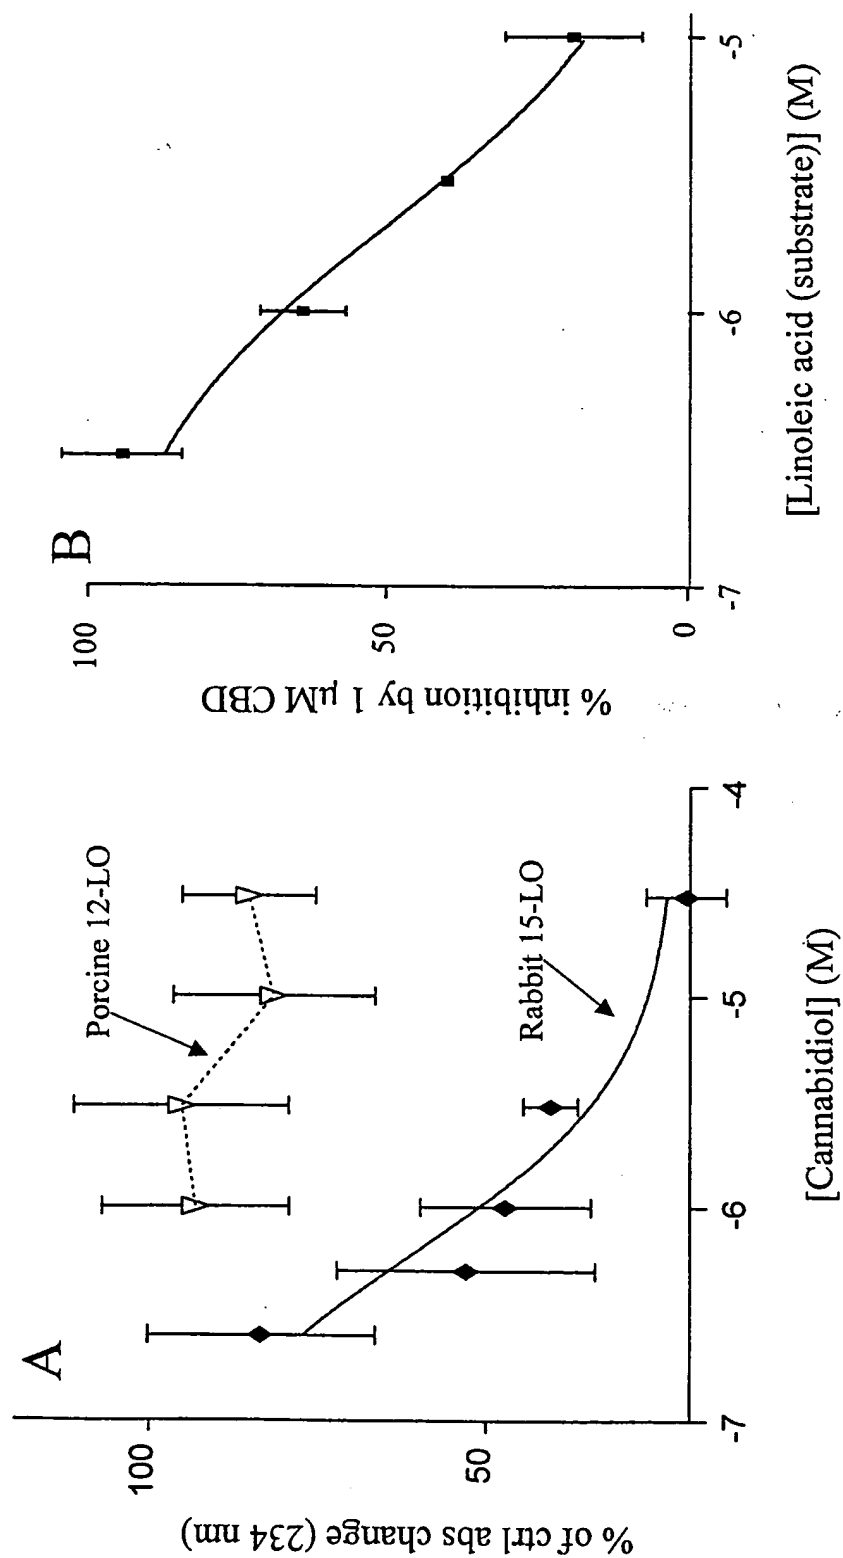 A
% of ctrl abs change (234 nm)
100
50
Porcine 12-LO
Rabbit 15-LO
-7
-6
-5
-4
[Cannabidiol] (M)
B
% inhibition by 1 µM CBD
100
50
0
-7
-6
-5
[Linoleic acid (substrate)] (M)